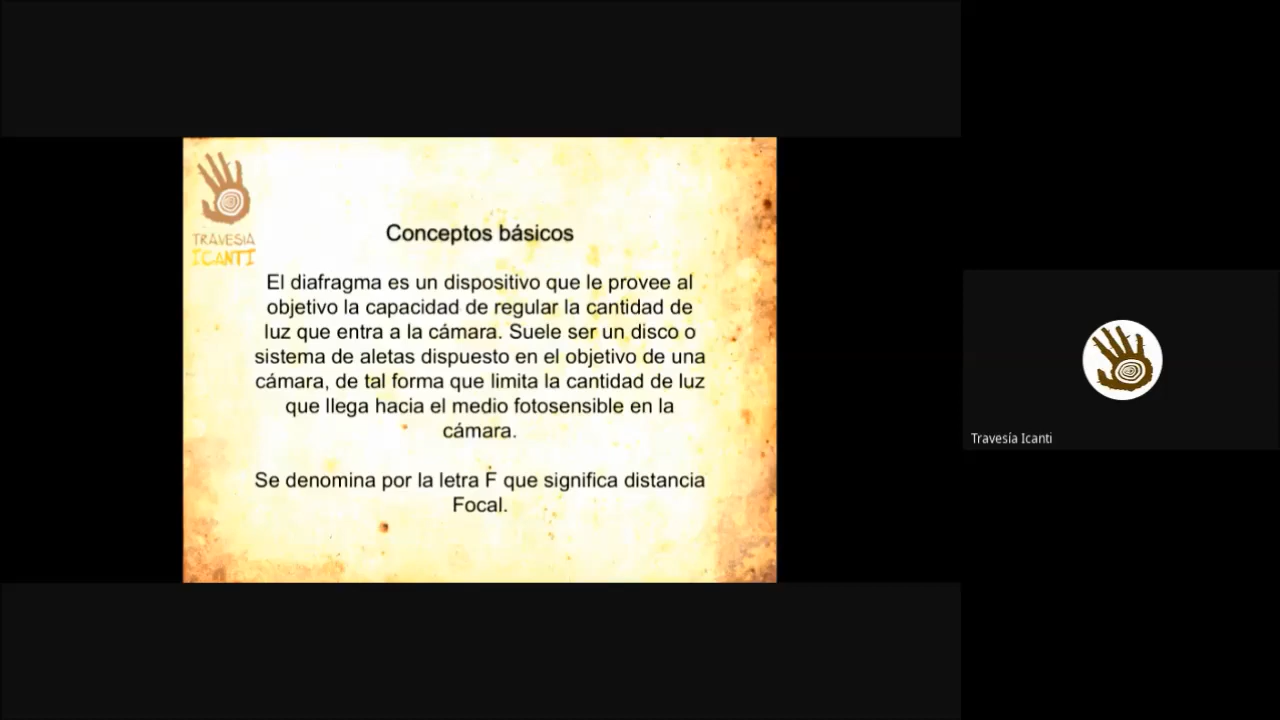 TRAVESIA
ICANTI
Conceptos básicos
El diafragma es un dispositivo que le provee al
objetivo la capacidad de regular la cantidad de
luz que entra a la cámara. Suele ser un disco o
sistema de aletas dispuesto en el objetivo de una
cámara, de tal forma que limita la cantidad de luz
que llega hacia el medio fotosensible en la
cámara.
Se denomina por la letra F que significa distancia
Focal.
Travesía Icanti